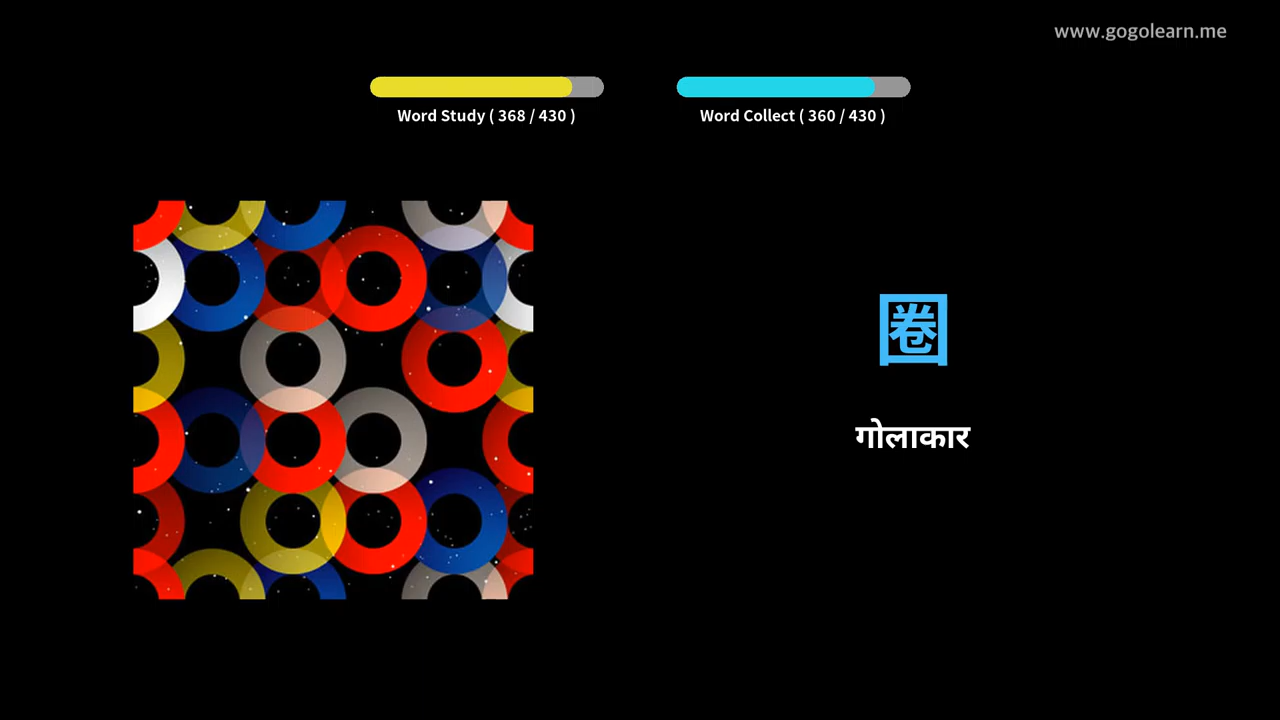 www.gogolearn.me
Word Study ( 368 / 430 )
Word Collect ( 360 / 430 )
圈
गोलाकार